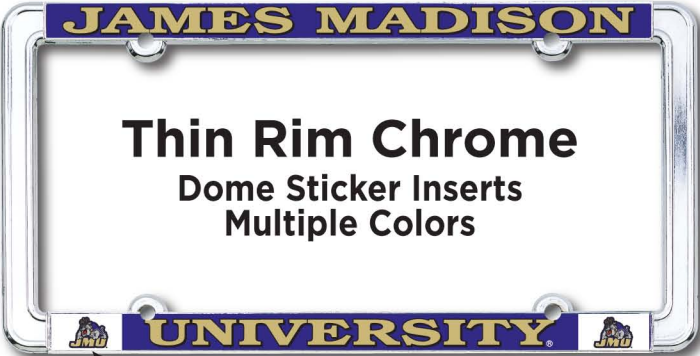 JAMES MADISON
Thin Rim Chrome
Dome Sticker Inserts
Multiple Colors
JMU UNIVERSITY® JMU